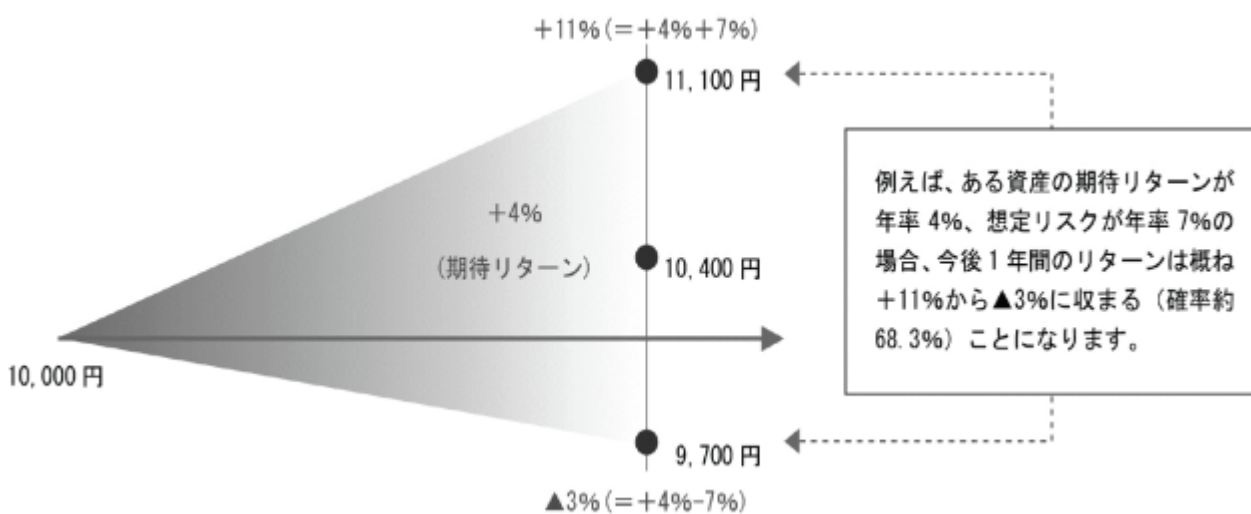 +11%(=+4%+7%)
11,100 円
+4%
(期待リターン)
10,400 円
10,000 円
9,700 円
▲3%(=+4%-7%)
例えば、ある資産の期待リターンが
年率 4%、想定リスクが年率 7%の
場合、今後 1 年間のリターンは概ね
+11%から▲3%に収まる（確率約
68.3%）ことになります。